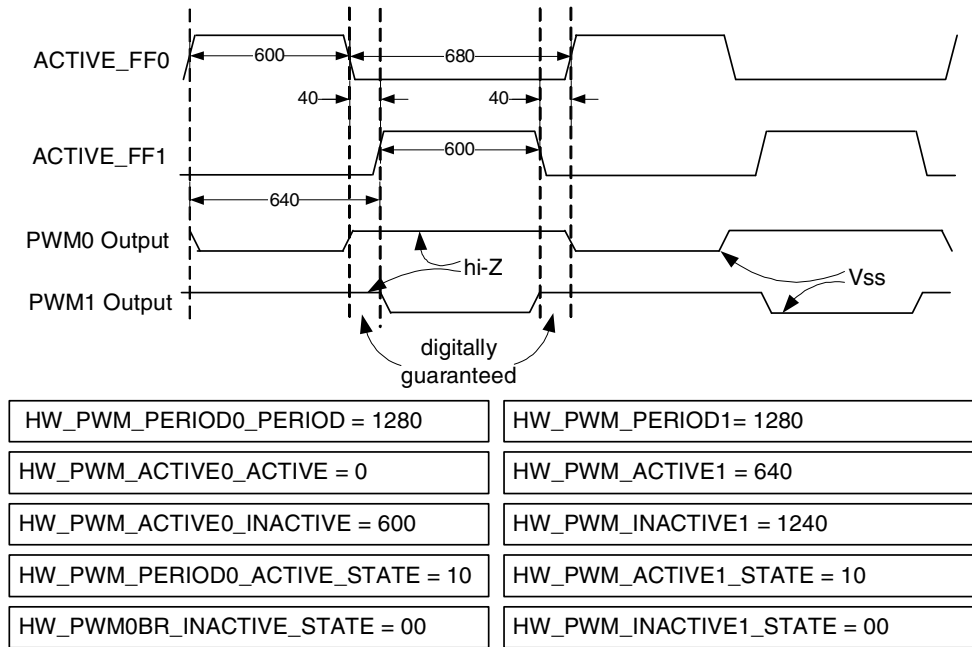 ACTIVE_FF0
600
680
40
40
ACTIVE_FF1
600
640
PWM0 Output
hi-Z
Vss
PWM1 Output
digitally
guaranteed
HW_PWM_PERIOD0_PERIOD = 1280
HW_PWM_PERIOD1= 1280
HW_PWM_ACTIVE0_ACTIVE = 0
HW_PWM_ACTIVE1 = 640
HW_PWM_ACTIVE0_INACTIVE = 600
HW_PWM_INACTIVE1 = 1240
HW_PWM_PERIOD0_ACTIVE_STATE = 10
HW_PWM_ACTIVE1_STATE = 10
HW_PWM0BR_INACTIVE_STATE = 00
HW_PWM_INACTIVE1_STATE = 00